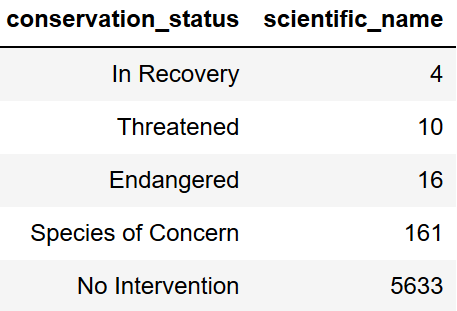 conservation_status scientific_name
In Recovery 4
Threatened 10
Endangered 16
Species of Concern 161
No Intervention 5633